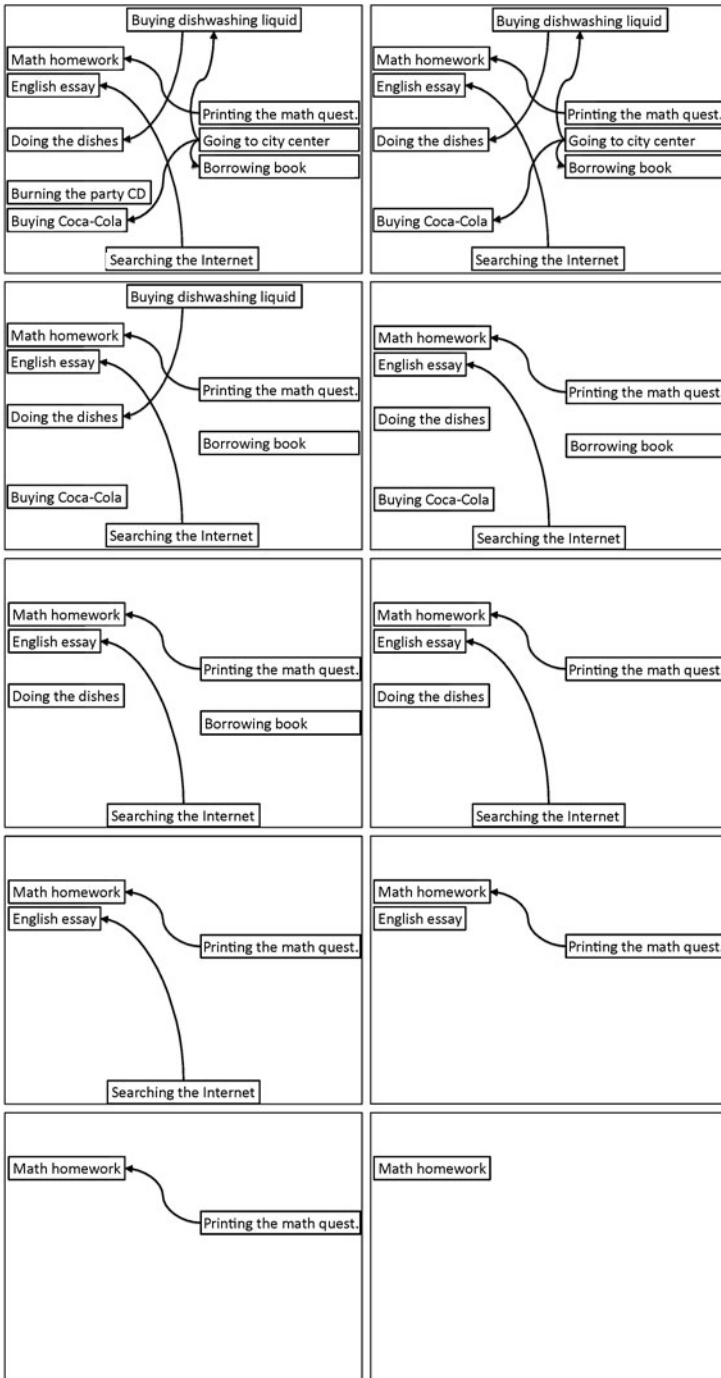 Buying dishwashing liquid
Math homework
English essay
Printing the math quest.
Doing the dishes
Going to city center
Borrowing book
Burning the party CD
Buying Coca-Cola
Searching the Internet
Buying dishwashing liquid
Math homework
English essay
Printing the math quest.
Doing the dishes
Going to city center
Borrowing book
Buying Coca-Cola
Searching the Internet
Buying dishwashing liquid
Math homework
English essay
Printing the math quest.
Doing the dishes
Borrowing book
Buying Coca-Cola
Searching the Internet
Math homework
English essay
Printing the math quest.
Doing the dishes
Borrowing book
Buying Coca-Cola
Searching the Internet
Math homework
English essay
Printing the math quest.
Doing the dishes
Borrowing book
Searching the Internet
Math homework
English essay
Printing the math quest.
Doing the dishes
Searching the Internet
Math homework
English essay
Printing the math quest.
Searching the Internet
Math homework
English essay
Printing the math quest.
Math homework
Printing the math quest.
Math homework